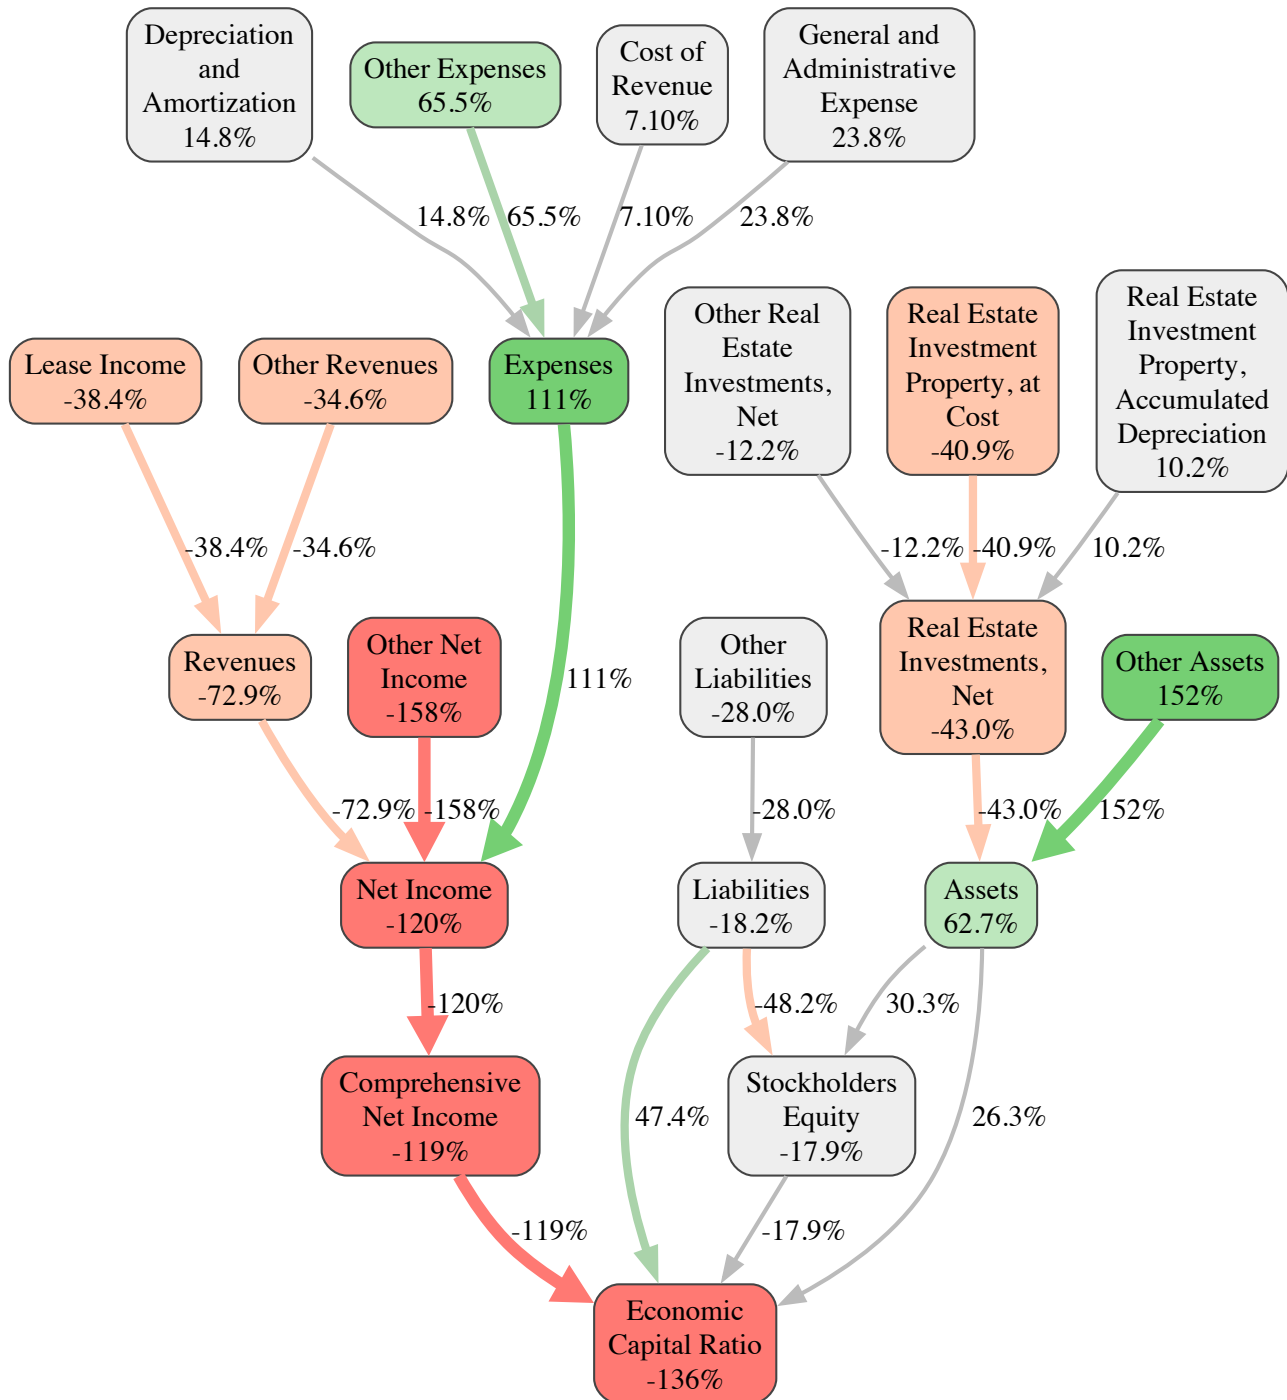 Depreciation
and
Amortization
14.8%
Other Expenses
65.5%
Cost of
Revenue
7.10%
General and
Administrative
Expense
23.8%
14.8%
65.5%
7.10%
23.8%
Lease Income
-38.4%
Other Revenues
-34.6%
Expenses
111%
Other Real
Estate
Investments,
Net
-12.2%
Real Estate
Investment
Property, at
Cost
-40.9%
Real Estate
Investment
Property,
Accumulated
Depreciation
10.2%
-38.4%
-34.6%
-12.2%
-40.9%
10.2%
Revenues
-72.9%
Other Net
Income
-158%
111%
Other
Liabilities
-28.0%
Real Estate
Investments,
Net
-43.0%
Other Assets
152%
-72.9%
-158%
-28.0%
-43.0%
152%
Net Income
-120%
Liabilities
-18.2%
Assets
62.7%
-120%
-48.2%
30.3%
Comprehensive
Net Income
-119%
47.4%
Stockholders
Equity
-17.9%
26.3%
-119%
-17.9%
Economic
Capital Ratio
-136%